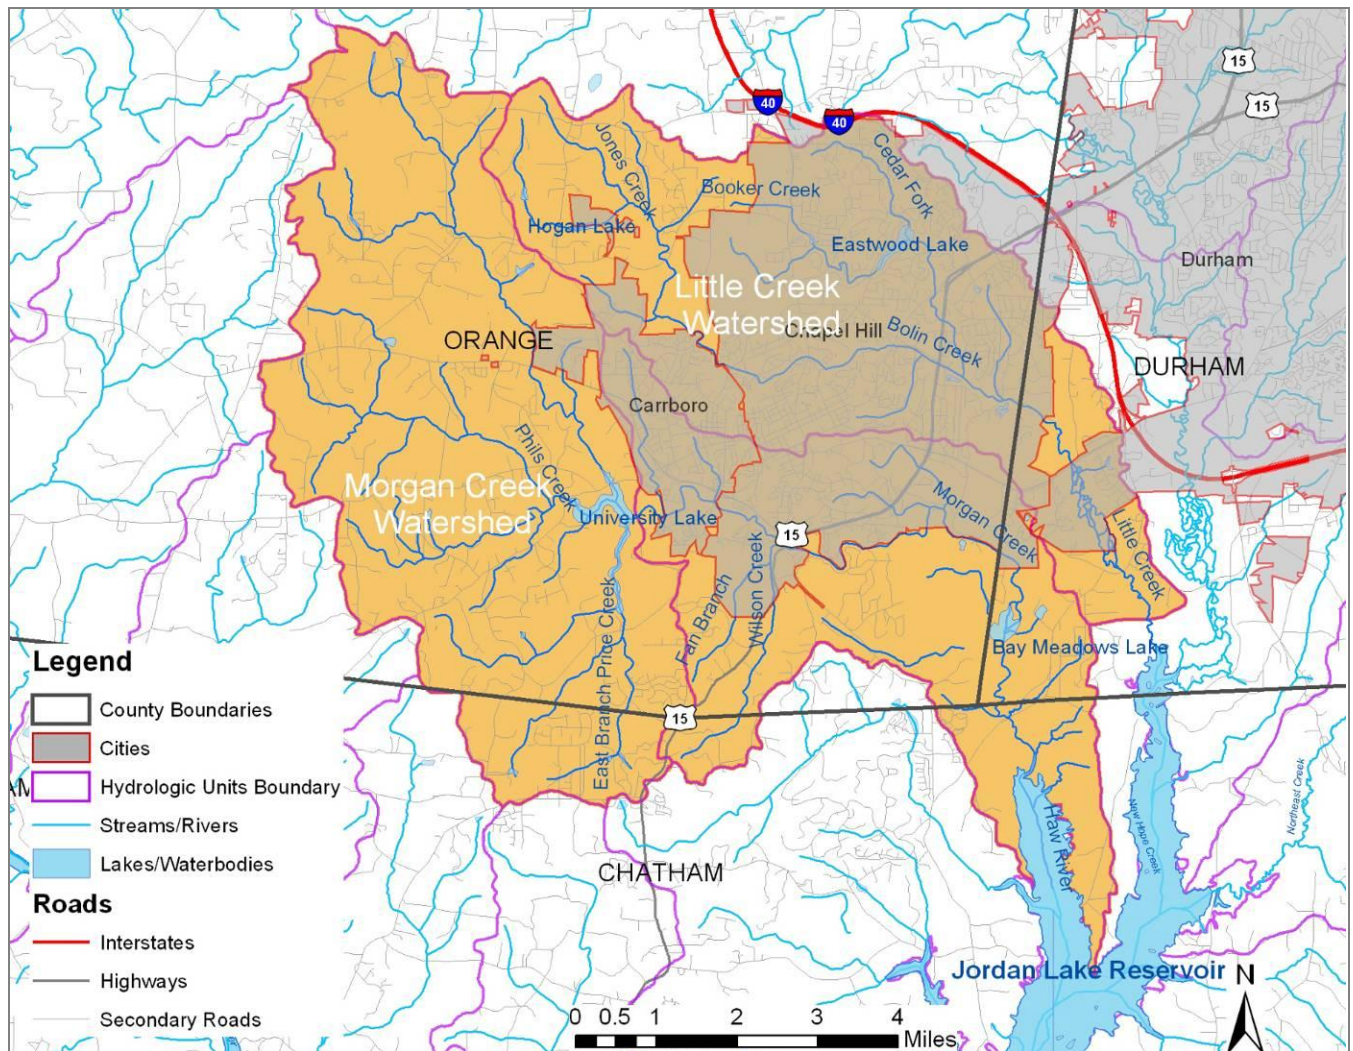 15
40
15
40
Jones Creek
Cedar Fork
Booker Creek
Hogan Lake
Eastwood Lake
Durham
Little Creek
Watershed
Chapel Hill
Bolin Creek
ORANGE
DURHAM
Carrboro
Phils Creek
Morgan Creek
Watershed
University Lake
Morgan Creek
Little Creek
15
Wilson Creek
Fan Branch
East Branch Price Creek
Bay Meadows Lake
15
Legend
County Boundaries
Cities
Hydrologic Units Boundary
AM
Streams/Rivers
Lakes/Waterbodies
Roads
Interstates
Highways
Secondary Roads
CHATHAM
Haw River
New Hope Creek
Northeast Creek
Jordan Lake Reservoir
N
0 0.5 1 2 3 4
Miles